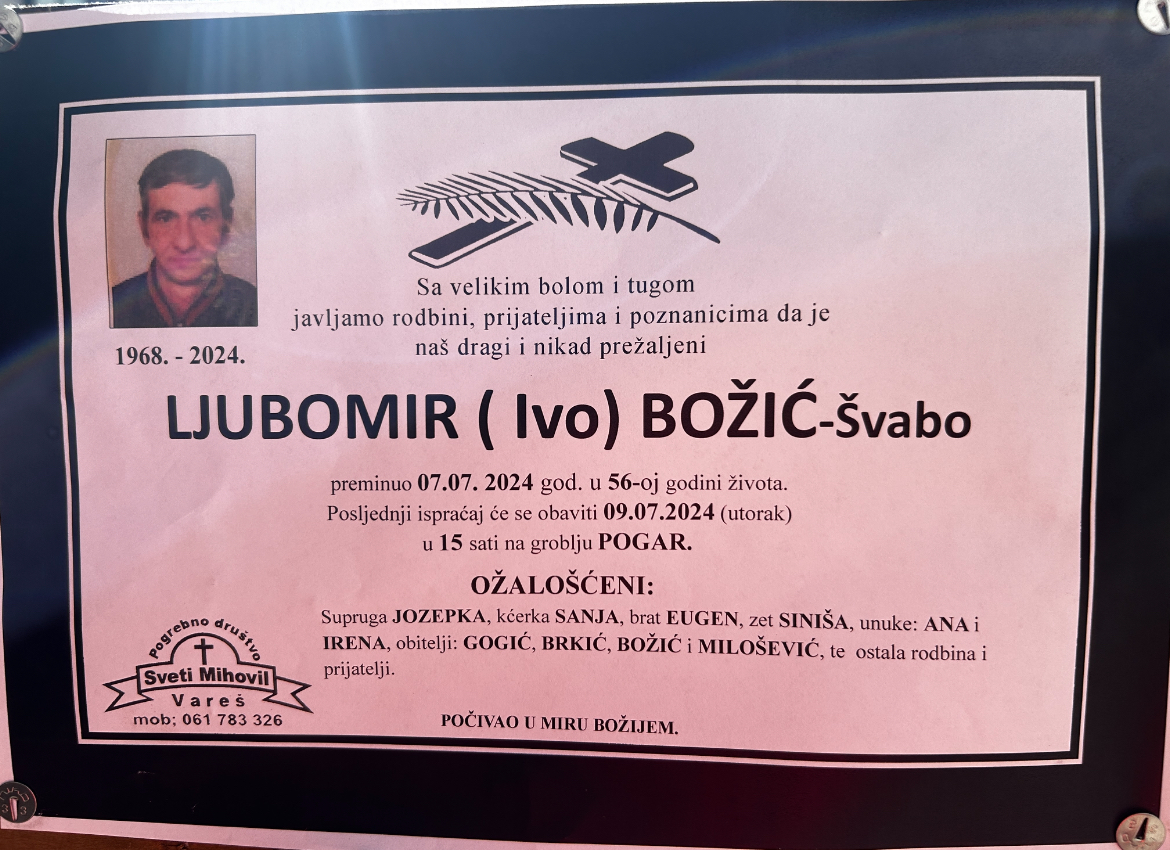 1968. - 2024.
Sa velikim bolom i tugom
javljamo rodbini, prijateljima i poznanicima da je
naš dragi i nikad prežaljeni
LJUBOMIR ( Ivo) BOŽIĆ-Švabo
preminuo 07.07. 2024 god. u 56-oj godini života.
Posljednji ispraćaj će se obaviti 09.07.2024 (utorak)
u 15 sati na groblju POGAR.
OŽALOŠĆENI:
Supruga JOZEPKA, kćerka SANJA, brat EUGEN, zet SINIŠA, unuke: ANA i
IRENA, obitelji: GOGIĆ, BRKIĆ, BOŽIĆ i MILOŠEVIĆ, te ostala rodbina i
prijatelji.
Pogrebno društvo
Sveti Mihovil
Vareš
mob; 061 783 326
POČIVAO U MIRU BOŽIJEM.